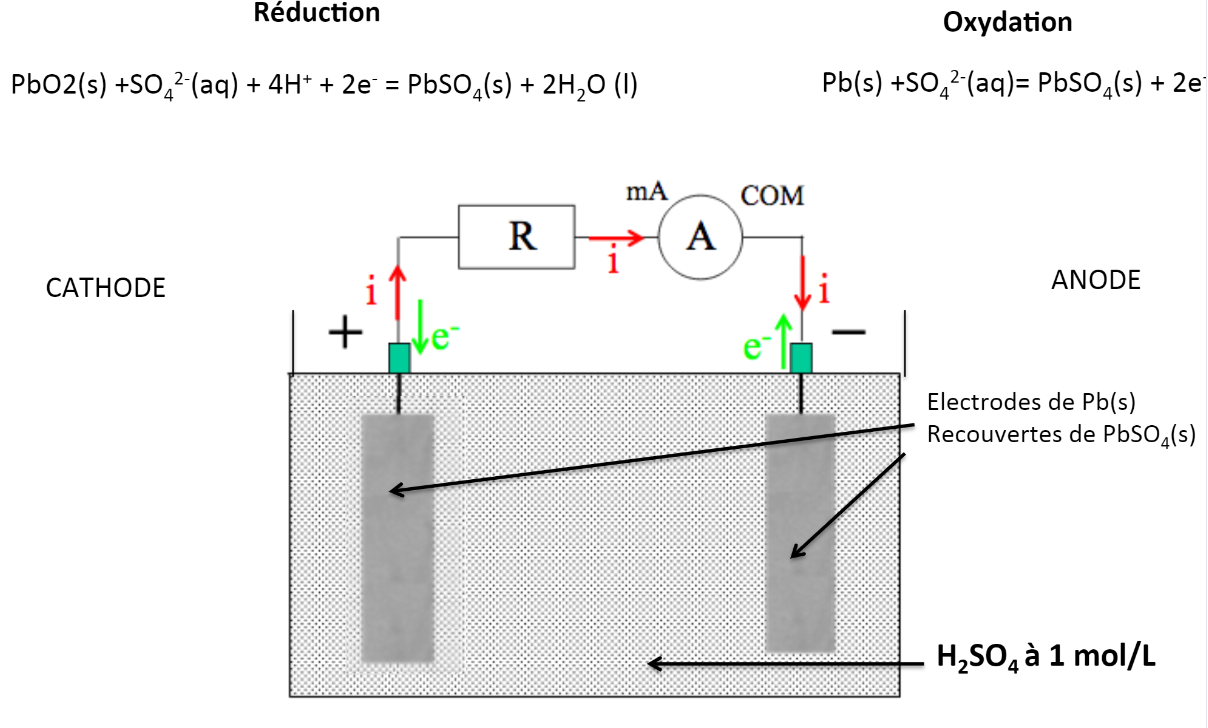 Réduction
Oxydation
PbO2(s) +SO₄²⁻(aq) + 4H⁺ + 2e⁻ = PbSO₄(s) + 2H₂O (l)
Pb(s) +SO₄²⁻(aq)= PbSO₄(s) + 2e⁻
mA
COM
R
A
i
i
i
CATHODE
ANODE
+
−
e⁻
e⁻
Electrodes de Pb(s)
Recouvertes de PbSO₄(s)
H₂SO₄ à 1 mol/L